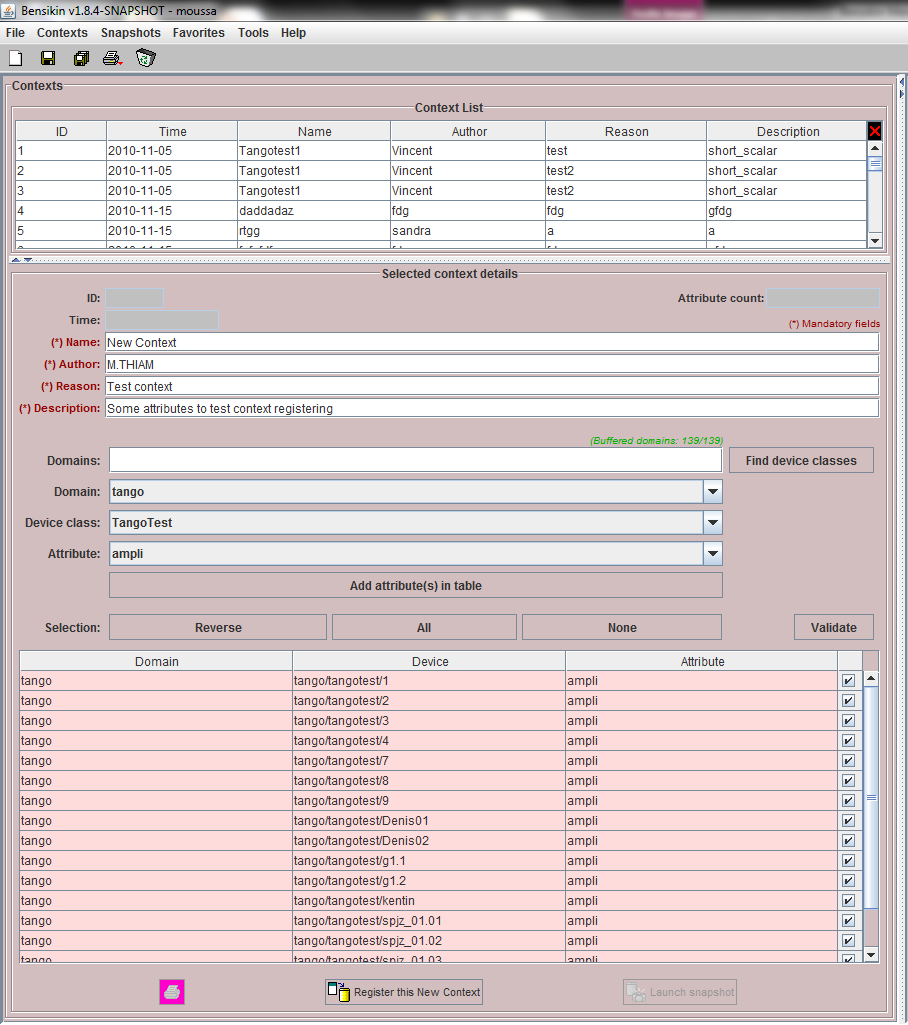 Bensikin v1.8.4-SNAPSHOT - moussa
File Contexts Snapshots Favorites Tools Help
Contexts
Context List
ID Time Name Author Reason Description
1 2010-11-05 Tangotest1 Vincent test short_scalar
2 2010-11-05 Tangotest1 Vincent test2 short_scalar
3 2010-11-05 Tangotest1 Vincent test2 short_scalar
4 2010-11-15 daddadaz fdg fdg gfdg
5 2010-11-15 rtgg sandra a a
Selected context details
ID: Attribute count:
Time: (*) Mandatory fields
(*) Name: New Context
(*) Author: M.THIAM
(*) Reason: Test context
(*) Description: Some attributes to test context registering
(Buffered domains: 139/139)
Domains: Find device classes
Domain: tango
Device class: TangoTest
Attribute: ampli
Add attribute(s) in table
Selection: Reverse All None Validate
Domain Device Attribute
tango tango/tangotest/1 ampli
tango tango/tangotest/2 ampli
tango tango/tangotest/3 ampli
tango tango/tangotest/4 ampli
tango tango/tangotest/7 ampli
tango tango/tangotest/8 ampli
tango tango/tangotest/9 ampli
tango tango/tangotest/Denis01 ampli
tango tango/tangotest/Denis02 ampli
tango tango/tangotest/g1.1 ampli
tango tango/tangotest/g1.2 ampli
tango tango/tangotest/kentin ampli
tango tango/tangotest/spjz_01.01 ampli
tango tango/tangotest/spjz_01.02 ampli
tango tango/tangotest/spjz_01.03 ampli
Register this New Context Launch snapshot